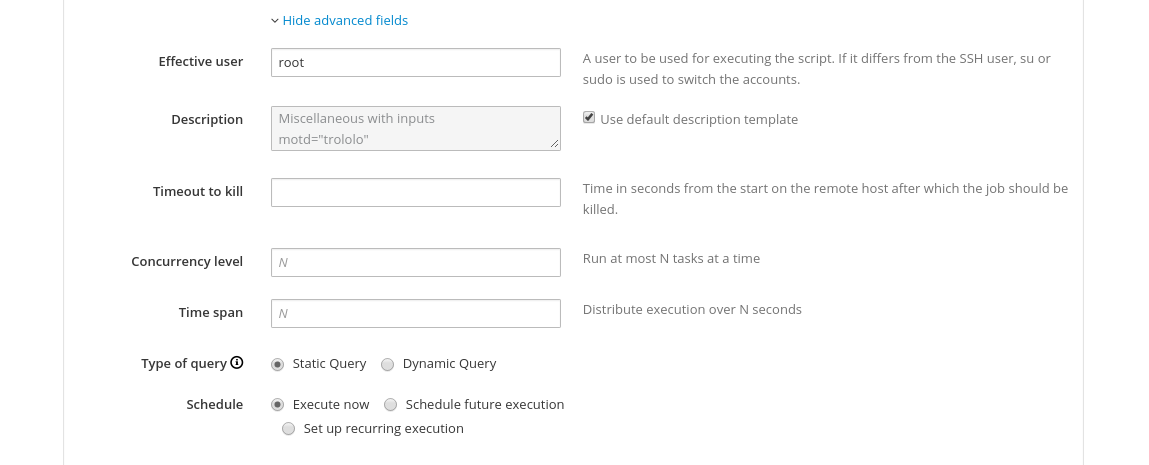 Hide advanced fields
Effective user
root
A user to be used for executing the script. If it differs from the SSH user, su or
sudo is used to switch the accounts.
Description
Miscellaneous with inputs
motd="trololo"
Use default description template
Timeout to kill
Time in seconds from the start on the remote host after which the job should be
killed.
Concurrency level
N
Run at most N tasks at a time
Time span
N
Distribute execution over N seconds
Type of query
Static Query Dynamic Query
Schedule
Execute now Schedule future execution
Set up recurring execution